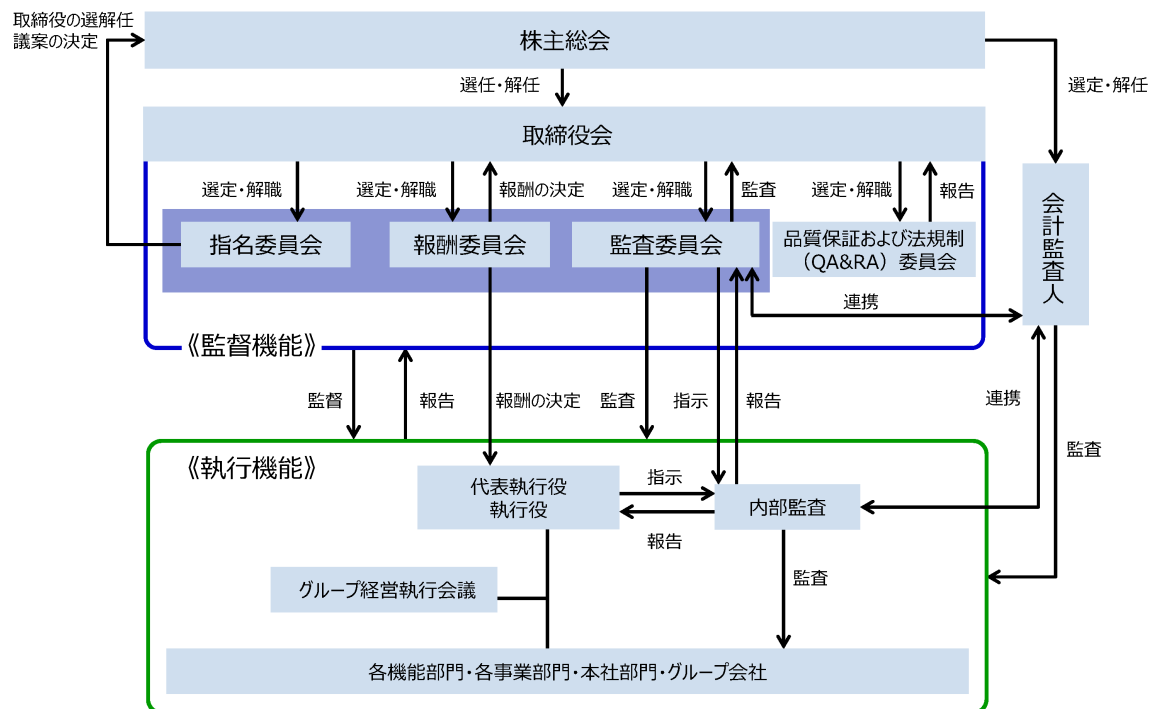 取締役の選解任
議案の決定
株主総会
選任・解任
選定・解任
取締役会
選定・解職
選定・解職
報酬の決定
選定・解職
監査
選定・解職
報告
会計監査人
指名委員会
報酬委員会
監査委員会
品質保証および法規制
（QA&RA）委員会
連携
《監督機能》
監督
報告
報酬の決定
監査
指示
報告
連携
監査
《執行機能》
代表執行役
執行役
指示
内部監査
報告
監査
グループ経営執行会議
各機能部門・各事業部門・本社部門・グループ会社